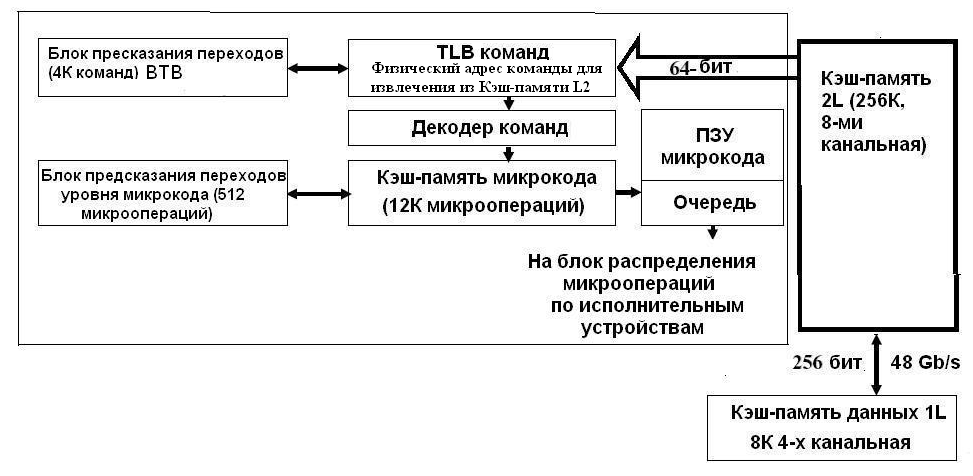 Блок пресказания переходов
(4К команд) BTB
TLB команд
Физический адрес команды для
извлечения из Кэш-памяти L2
64-бит
Кэш-память
2L (256К,
8-ми
канальная)
Декодер команд
ПЗУ
микрокода
Блок предсказания переходов
уровня микрокода (512
микроопераций)
Кэш-память микрокода
(12К микроопераций)
Очередь
На блок распределения
микроопераций
по исполнительным
устройствам
256 бит
48 Gb/s
Кэш-память данных 1L
8К 4-х канальная